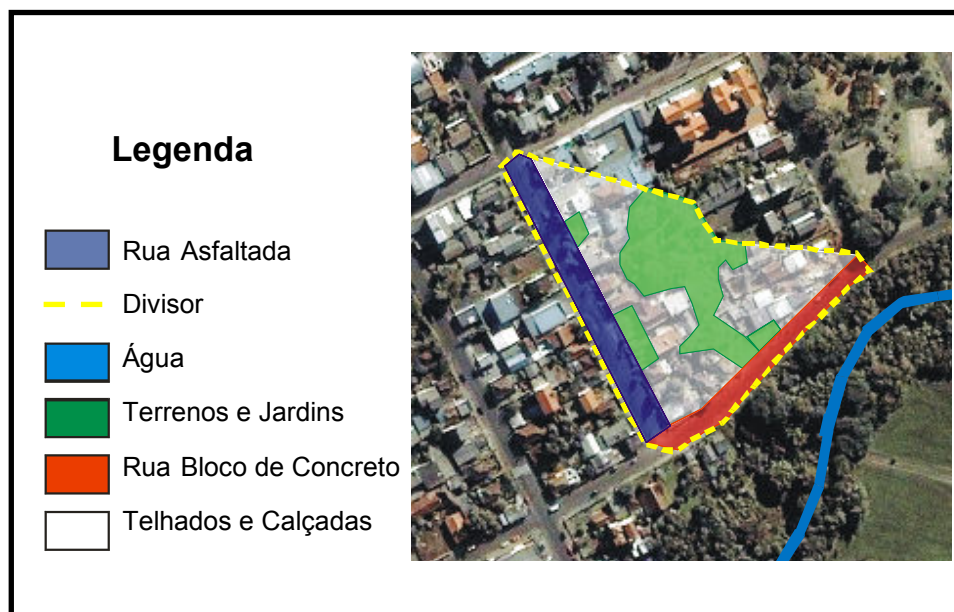 Legenda
Rua Asfaltada
Divisor
Água
Terrenos e Jardins
Rua Bloco de Concreto
Telhados e Calçadas